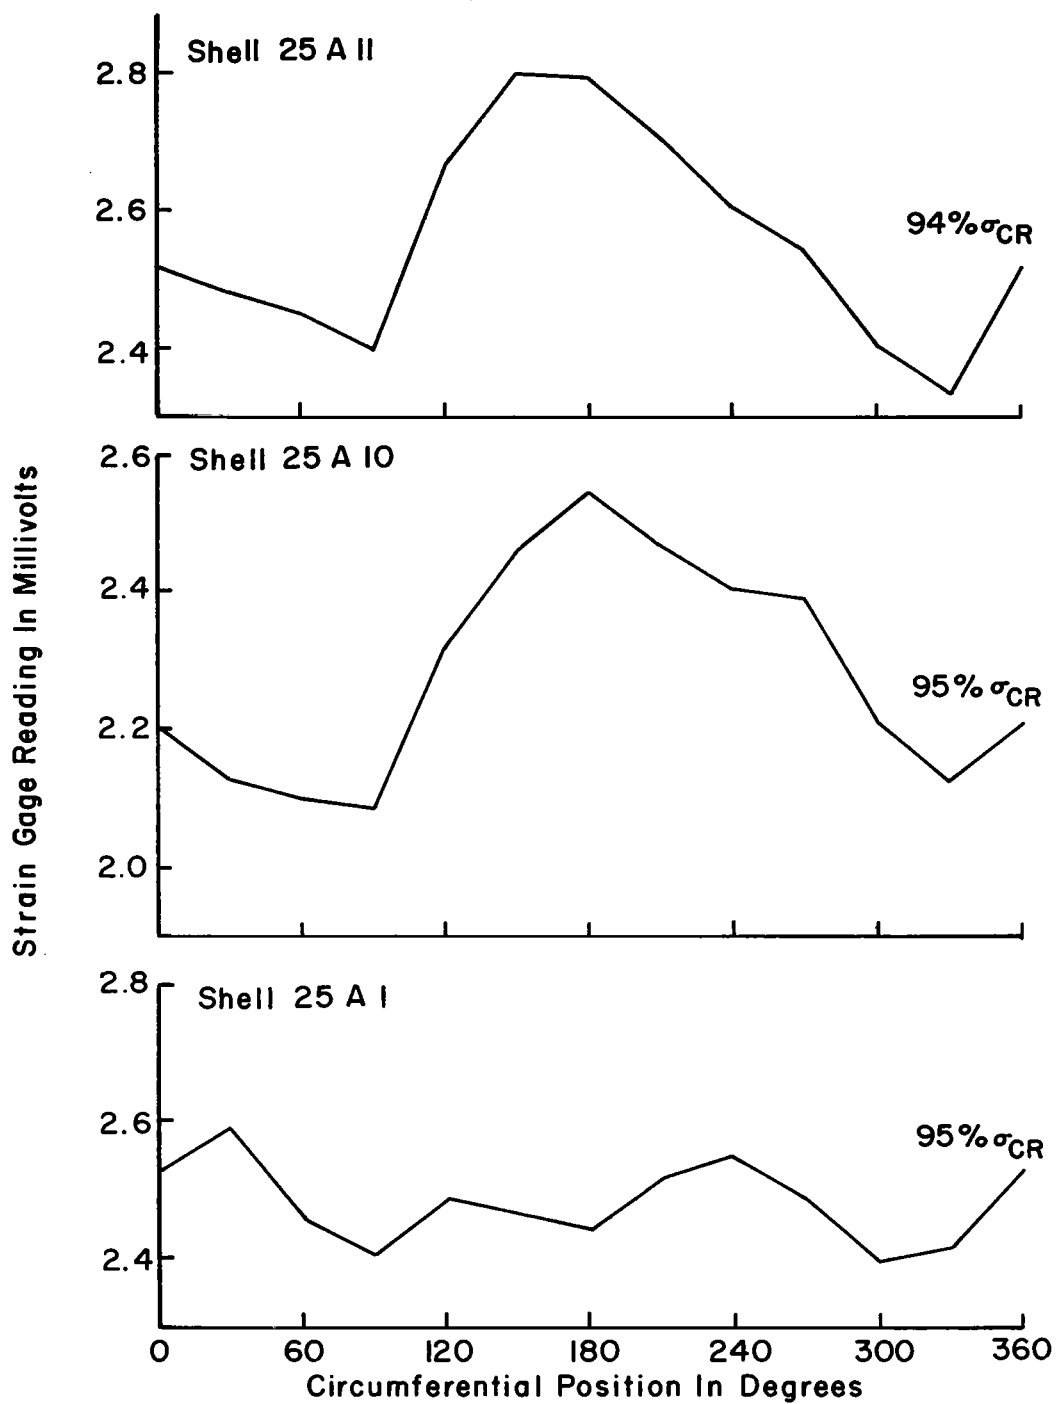 Shell 25 A 11
2.8
2.6
94% σCR
2.4
2.6
Shell 25 A 10
2.4
95% σCR
2.2
2.0
Strain Gage Reading In Millivolts
2.8
Shell 25 A 1
2.6
95% σCR
2.4
0 60 120 180 240 300 360
Circumferential Position In Degrees